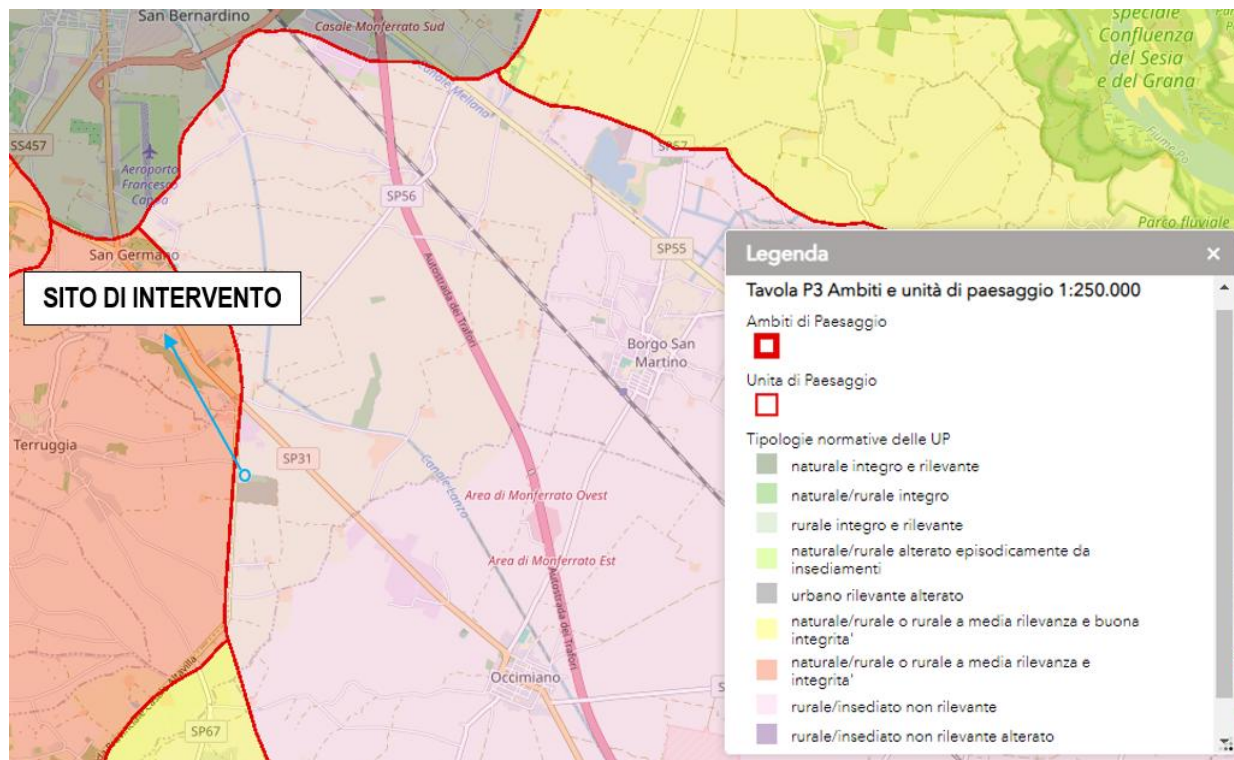 San Bernardino
Casale Monferrato Sud
speciale
Confluenza
del Sesia
e del Grana
Canale Mellana
SS457
Aeroporto
Francesco
Cappa
SP57
Fiume Po
SP56
Parco fluviale
San Germano
SP55
SITO DI INTERVENTO
Autostrada dei Trafori
Borgo San
Martino
Terruggia
SP31
Canale Lanza
Area di Monferrato Ovest
Area di Monferrato Est
Autostrada dei Trafori
Occimiano
SP67
Legenda
×
Tavola P3 Ambiti e unità di paesaggio 1:250.000
Ambiti di Paesaggio
Unita di Paesaggio
Tipologie normative delle UP
naturale integro e rilevante
naturale/rurale integro
rurale integro e rilevante
naturale/rurale alterato episodicamente da
insediamenti
urbano rilevante alterato
naturale/rurale o rurale a media rilevanza e buona
integrita'
naturale/rurale o rurale a media rilevanza e
integrita'
rurale/insediato non rilevante
rurale/insediato non rilevante alterato